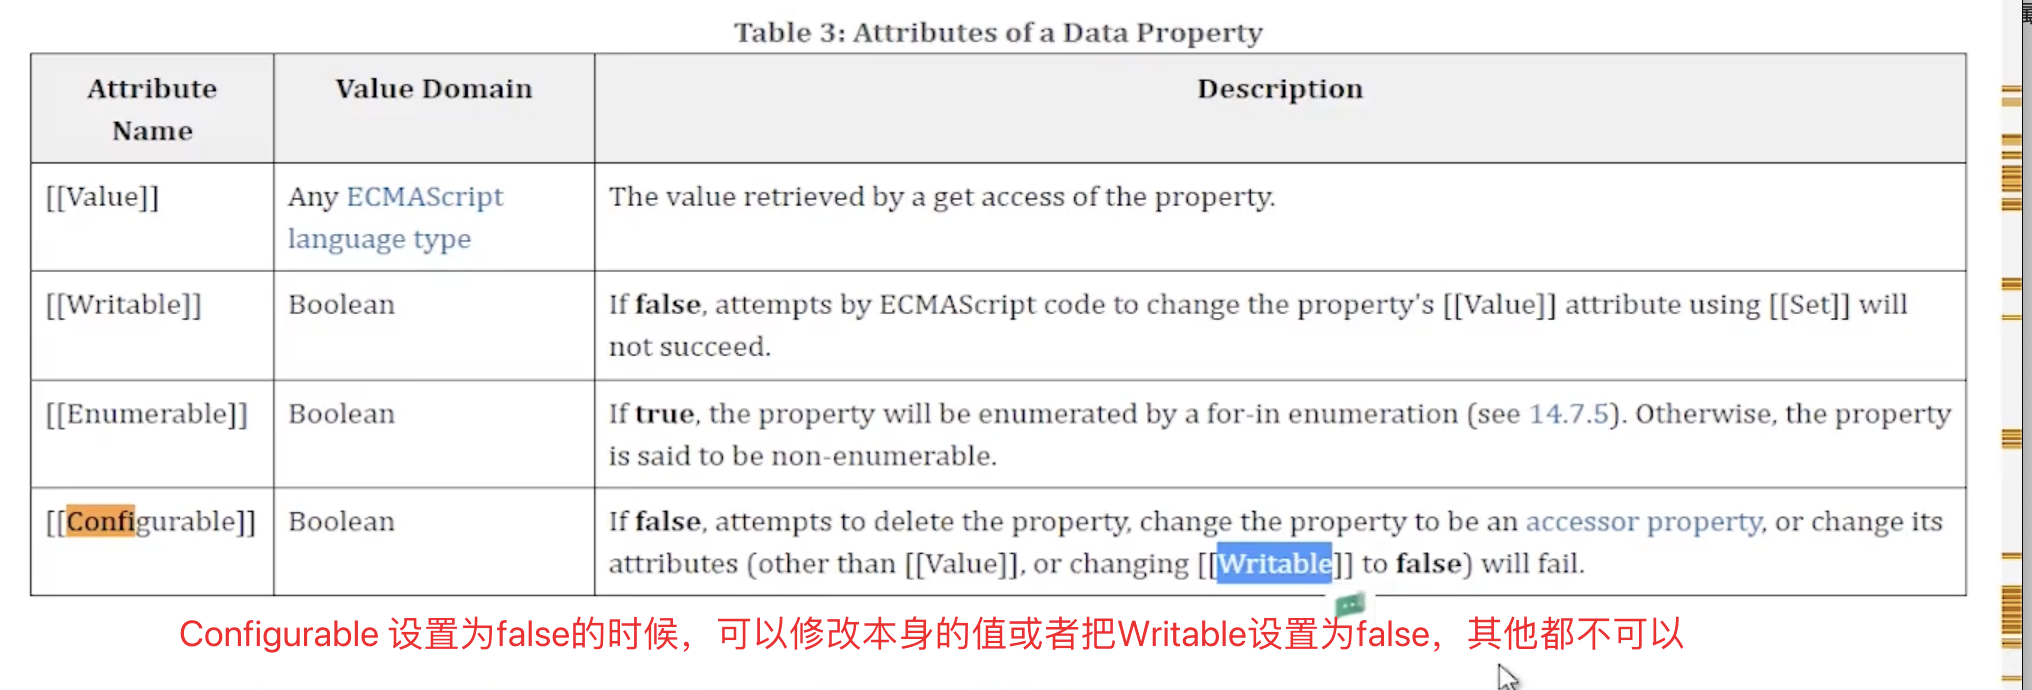 Table 3: Attributes of a Data Property
Attribute
Name
Value Domain
Description
[[Value]]
Any ECMAScript
language type
The value retrieved by a get access of the property.
[[Writable]]
Boolean
If false, attempts by ECMAScript code to change the property's [[Value]] attribute using [[Set]] will
not succeed.
[[Enumerable]]
Boolean
If true, the property will be enumerated by a for-in enumeration (see 14.7.5). Otherwise, the property
is said to be non-enumerable.
[[Configurable]]
Boolean
If false, attempts to delete the property, change the property to be an accessor property, or change its
attributes (other than [[Value]], or changing [[Writable]] to false) will fail.
Configurable 设置为false的时候，可以修改本身的值或者把Writable设置为false，其他都不可以